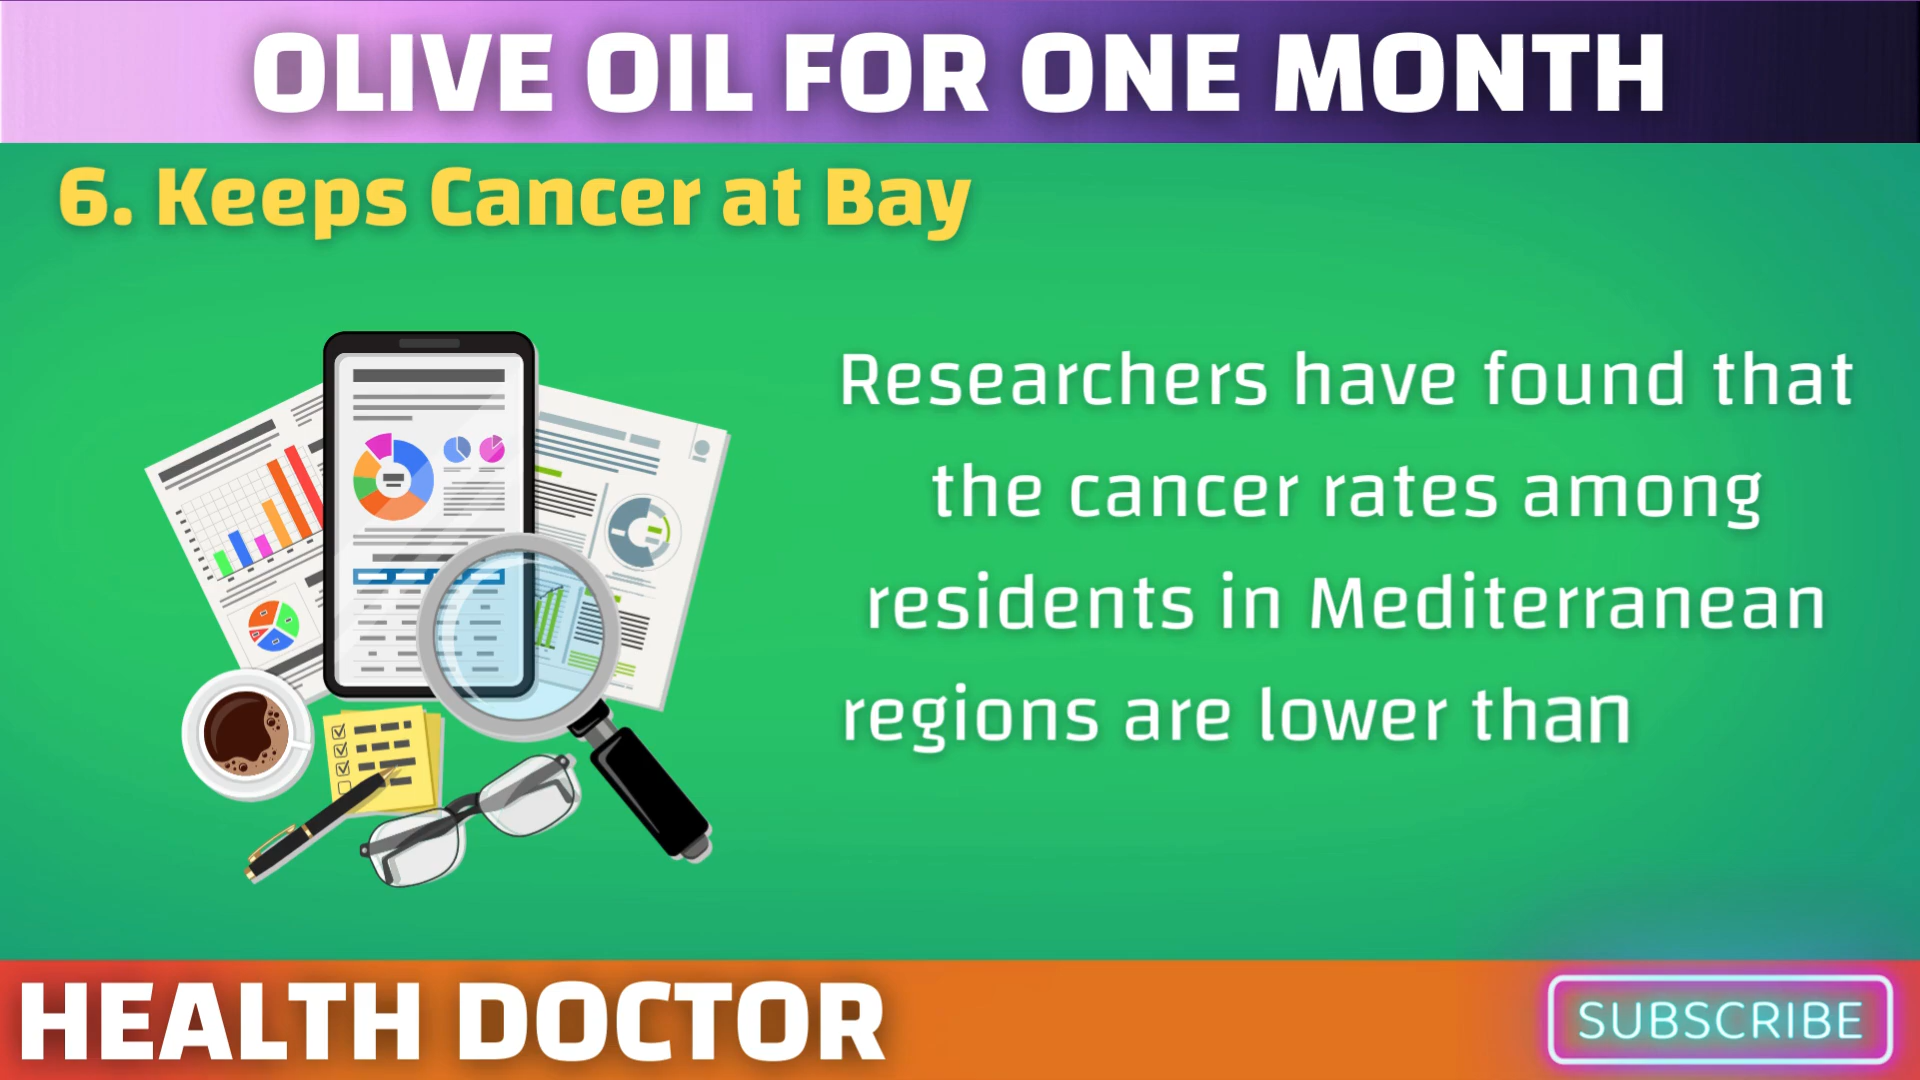 OLIVE OIL FOR ONE MONTH
6. Keeps Cancer at Bay
Researchers have found that
the cancer rates among
residents in Mediterranean
regions are lower than
HEALTH DOCTOR
SUBSCRIBE